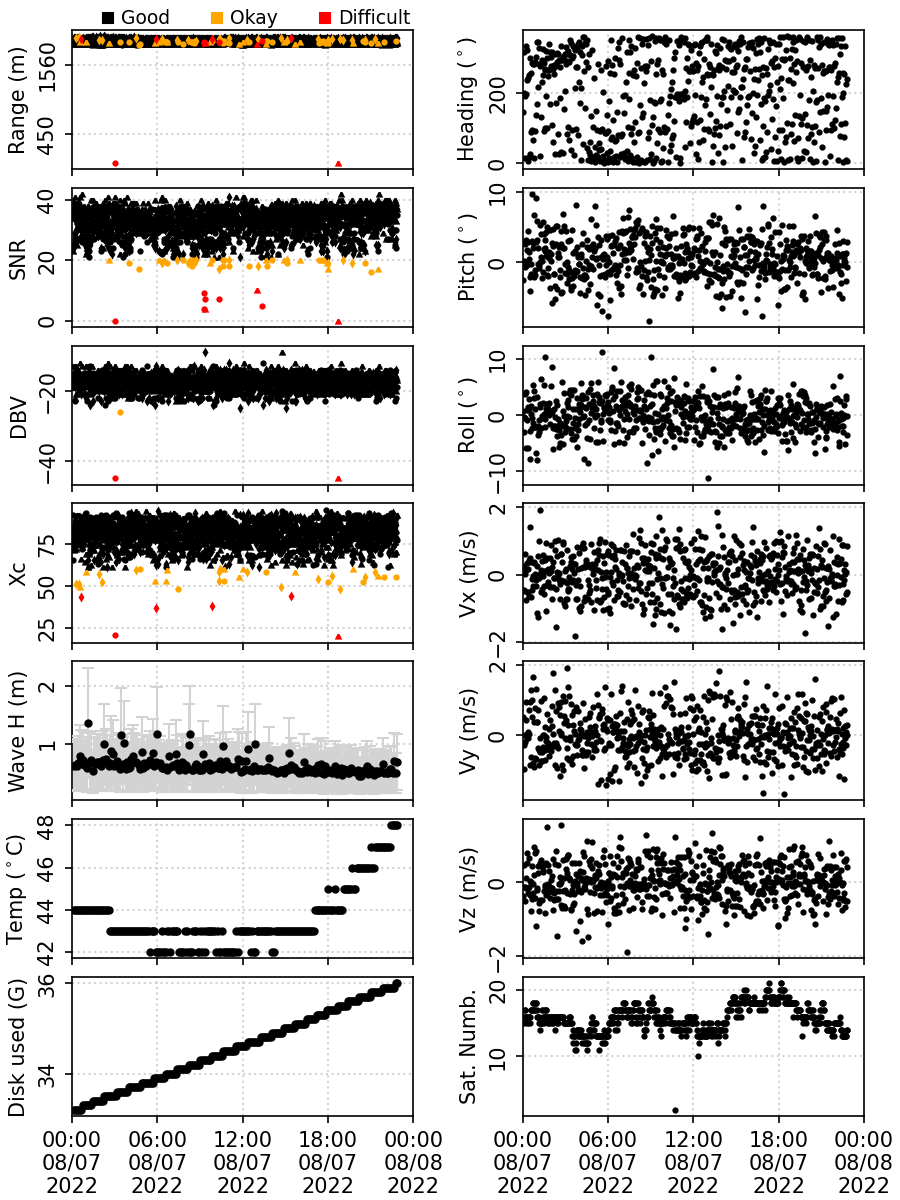 Good Okay Difficult
Range (m)
1560
450
Heading (°)
200
0
SNR
40
20
0
Pitch (°)
10
0
DBV
−20
−40
Roll (°)
10
0
−10
Xc
75
50
25
Vx (m/s)
2
0
−2
Wave H (m)
2
1
Vy (m/s)
2
0
Temp (°C)
48
46
44
42
Vz (m/s)
0
−2
Disk used (G)
36
34
Sat. Numb.
20
10
00:00 06:00 12:00 18:00 00:00
08/07 08/07 08/07 08/07 08/08
2022 2022 2022 2022 2022
00:00 06:00 12:00 18:00 00:00
08/07 08/07 08/07 08/07 08/08
2022 2022 2022 2022 2022